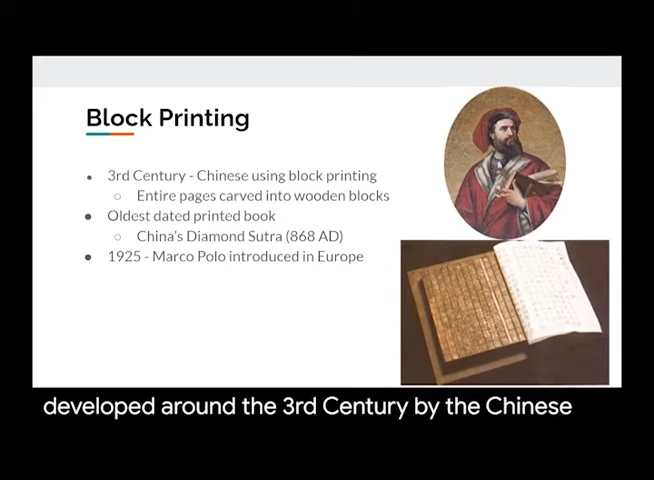 Block Printing
● 3rd Century - Chinese using block printing
○ Entire pages carved into wooden blocks
● Oldest dated printed book
○ China's Diamond Sutra (868 AD)
● 1925 - Marco Polo introduced in Europe
developed around the 3rd Century by the Chinese